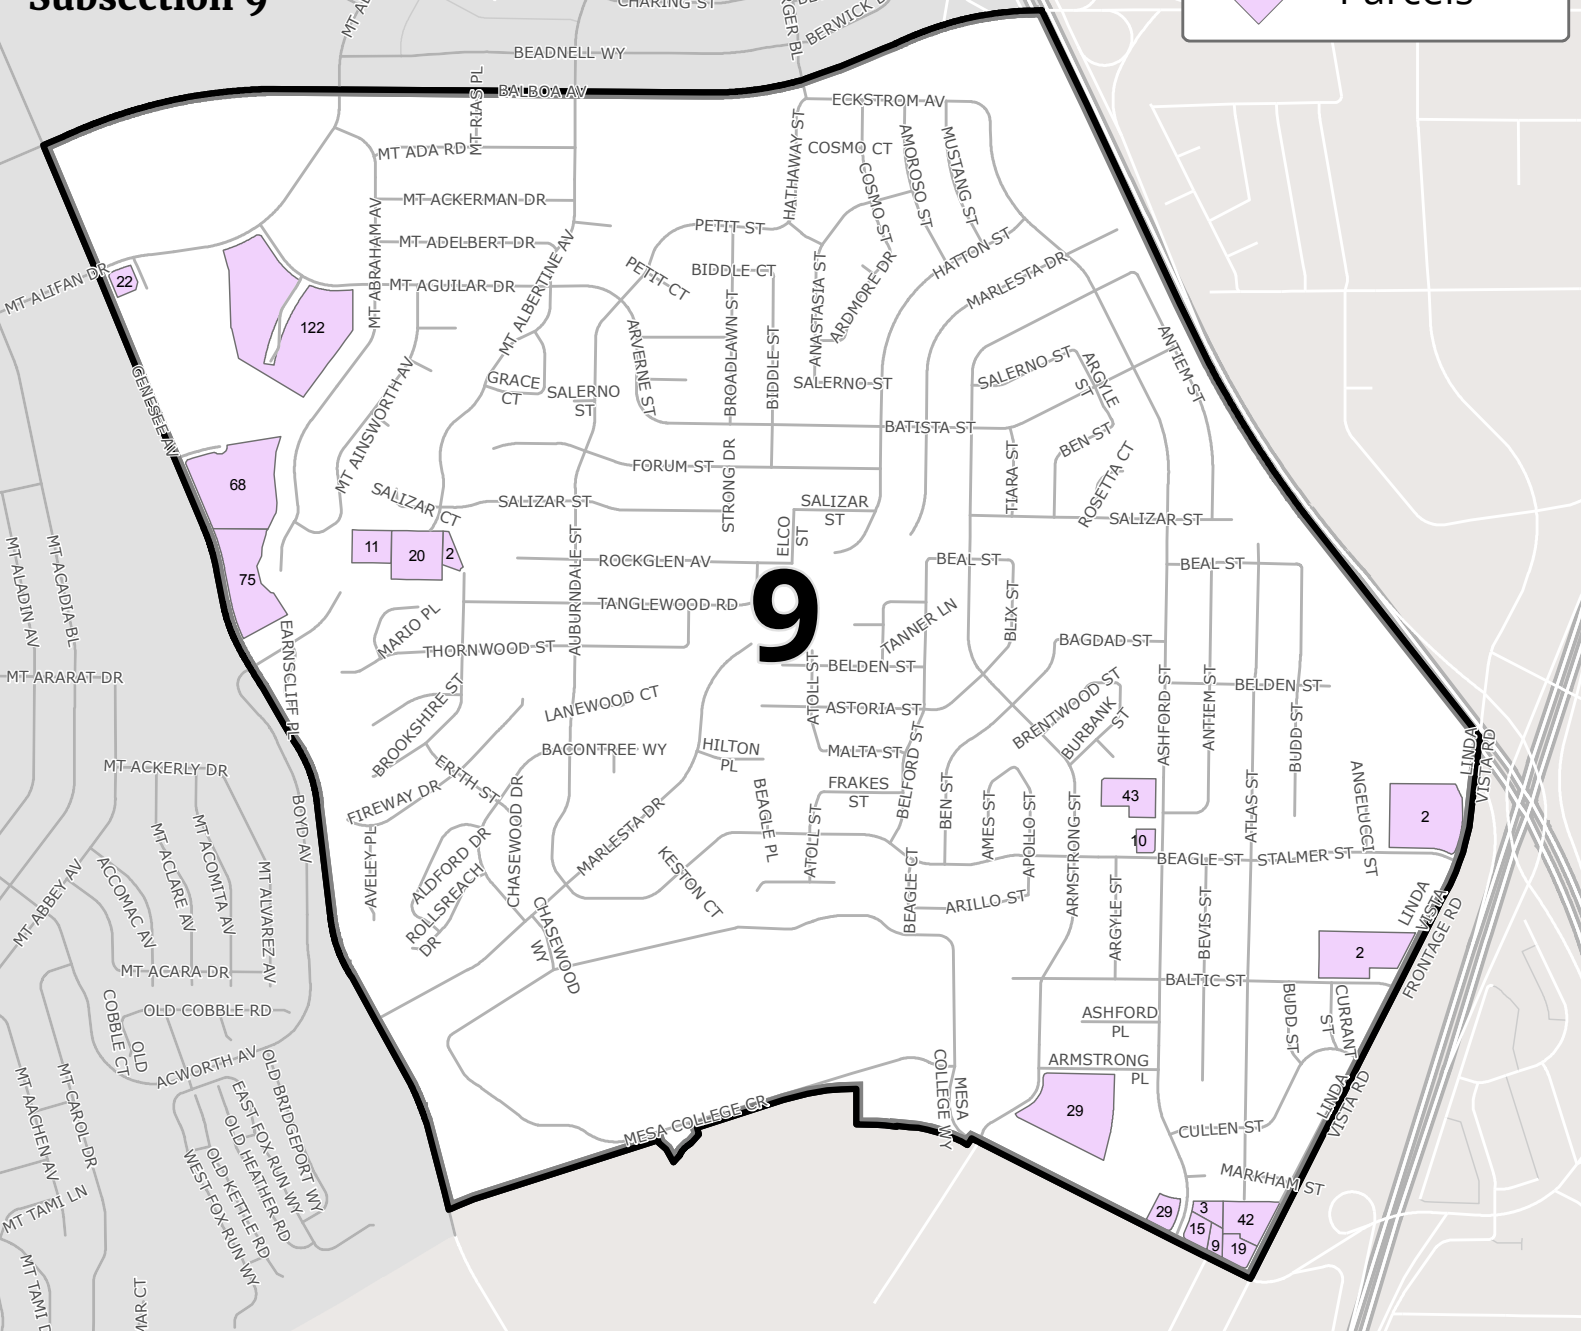 Subsection 9
Parcels
MT AL
CHARING ST
RGER BL
BERWICK D
BEADNELL WY
BALBOA AV
MT RIAS PL
ECKSTROM AV
MT ADA RD
HATHAWAY ST
COSMO CT
COSMO ST
AMOROSO ST
MUSTANG ST
MT ACKERMAN DR
MT ABRAHAM AV
MT ADELBERT DR
MT ALBERTINE AV
PETIT ST
HATTON ST
MT ALIFAN DR
22
PETIT CT
BIDDLE CT
ANASTASIA ST
ARDMORE DR
MARLESTA DR
MT AGUILAR DR
122
ARVERNE ST
BROADLAWN ST
BIDDLE ST
ANTIEM ST
GENESEE AV
MT AINSWORTH AV
GRACE
CT
SALERNO
ST
SALERNO ST
SALERNO ST
ARGYLE
ST
BATISTA ST
BEN ST
FORUM ST
STRONG DR
TIARA ST
ROSETTA CT
68
SALIZAR CT
SALIZAR ST
SALIZAR
ST
SALIZAR ST
ELCO
ST
11
20
2
ROCKGLEN AV
AUBURNDALE ST
BEAL ST
BEAL ST
75
TANGLEWOOD RD
9
BLIX ST
TANNER LN
MT ALADIN AV
MT ACADIA BL
MARIO PL
THORNWOOD ST
BAGDAD ST
EARNSCLIFF PL
BELDEN ST
ATOLL ST
MT ARARAT DR
BROOKSHIRE ST
LANEWOOD CT
ASTORIA ST
BRENTWOOD ST
BURBANK
ST
ASHFORD ST
ANTIEM ST
BELDEN ST
BUDD ST
BACONTREE WY
HILTON
PL
MALTA ST
BELFORD ST
LINDA
VISTA RD
MT ACKERLY DR
ERITH ST
FIREWAY DR
CHASEWOOD DR
BEAGLE PL
FRAKES
ST
BEN ST
AMES ST
APOLLO ST
ARMSTRONG ST
43
10
ATLAS ST
ANGELUCCI ST
2
BOYD AV
MARLESTA DR
ATOLL ST
BEAGLE ST
STALMER ST
MT ACLARE AV
MT ACOMITA AV
AVELEY PL
ALDFORD DR
ROLLSREACH
DR
KESTON CT
BEAGLE CT
ARILLO ST
ARGYLE ST
BEVIS ST
LINDA
VISTA
FRONTAGE RD
MT ABBEY AV
ACCOMAC AV
MT ALVAREZ AV
CHASEWOOD
WY
2
MT ACARA DR
BALTIC ST
OLD COBBLE RD
COBBLE CT
OLD
ASHFORD
PL
BUDD ST
CURRANT
ST
ACWORTH AV
ARMSTRONG
PL
29
MT AACHEN AV
MT CAROL DR
OLD BRIDGEPORT WY
EAST FOX RUN WY
OLD HEATHER RD
OLD KETTLE RD
WEST FOX RUN WY
MESA COLLEGE CR
MESA
COLLEGE WY
LINDA
VISTA RD
CULLEN ST
MARKHAM ST
MT TAMI LN
MT TAMI D
MAR CT
29
3
15
9
42
19